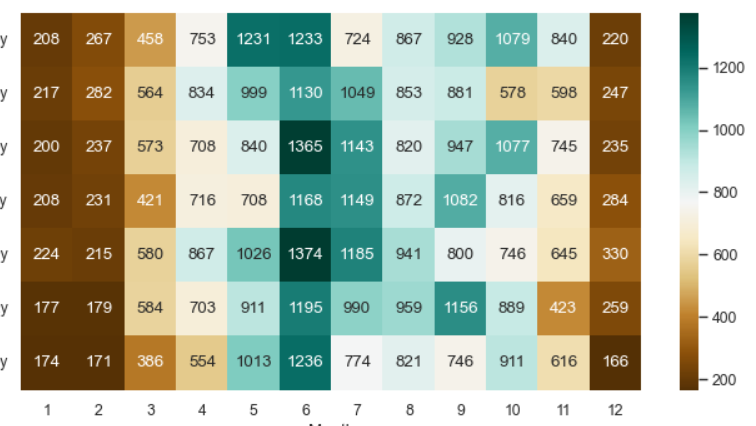 y 208 267 458 753 1231 1233 724 867 928 1079 840 220
y 217 282 564 834 999 1130 1049 853 881 578 598 247
y 200 237 573 708 840 1365 1143 820 947 1077 745 235
y 208 231 421 716 708 1168 1149 872 1082 816 659 284
y 224 215 580 867 1026 1374 1185 941 800 746 645 330
y 177 179 584 703 911 1195 990 959 1156 889 423 259
y 174 171 386 554 1013 1236 774 821 746 911 616 166
1 2 3 4 5 6 7 8 9 10 11 12
1200
1000
800
600
400
200